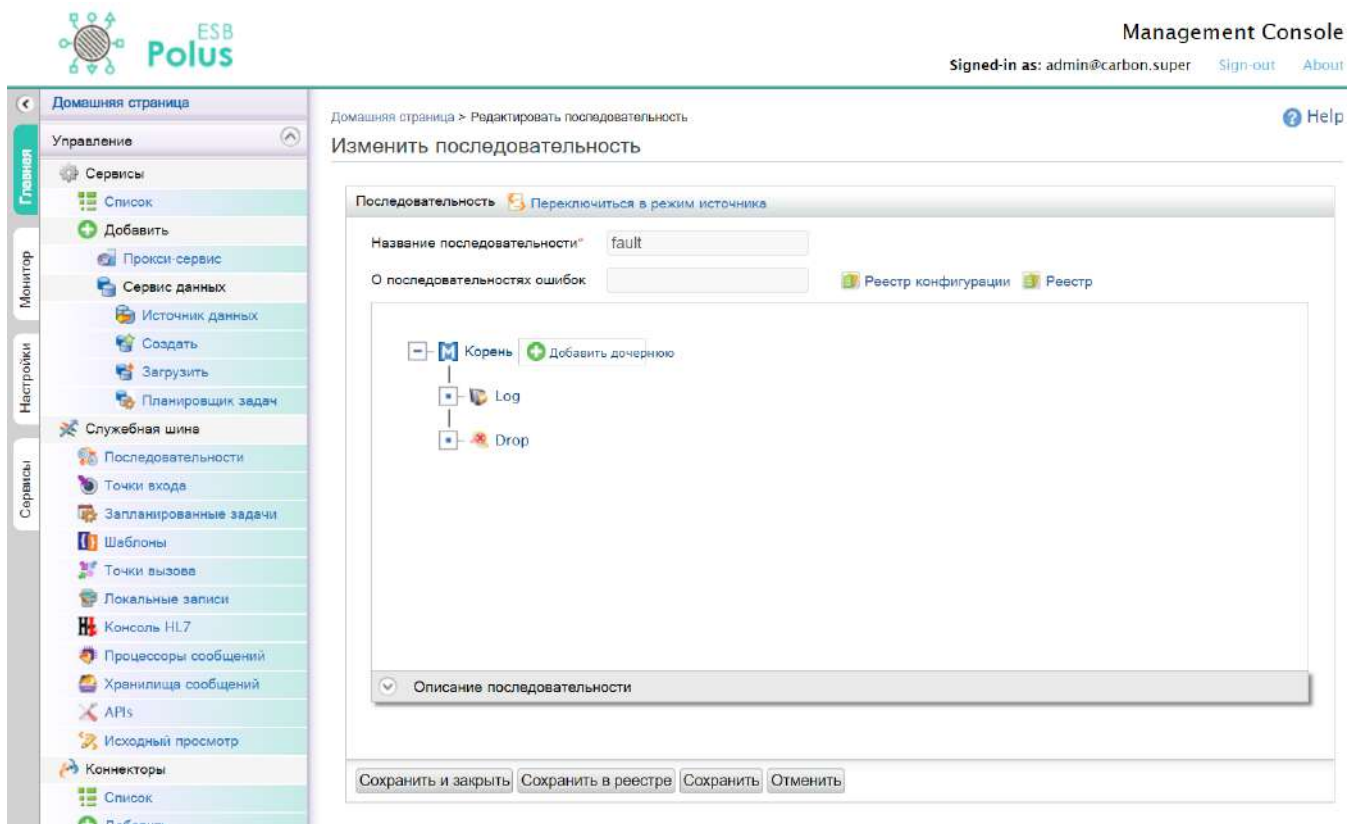 ESB
Polus
Management Console
Signed-in as: admin@carbon.super Sign-out About
Главная
Монитор
Настройки
Сервисы
Домашняя страница
Управление
Сервисы
Список
Добавить
Прокси-сервис
Сервис данных
Источник данных
Создать
Загрузить
Планировщик задач
Служебная шина
Последовательности
Точки входа
Запланированные задачи
Шаблоны
Точки вызова
Локальные записи
Консоль HL7
Процессоры сообщений
Хранилища сообщений
APIs
Исходный просмотр
Коннекторы
Список
Добавить
Домашняя страница > Редактировать последовательность
Help
Изменить последовательность
Последовательность Переключиться в режим источника
Название последовательности* fault
О последовательностях ошибок Реестр конфигурации Реестр
Корень Добавить дочернюю
Log
Drop
Описание последовательности
Сохранить и закрыть Сохранить в реестре Сохранить Отменить